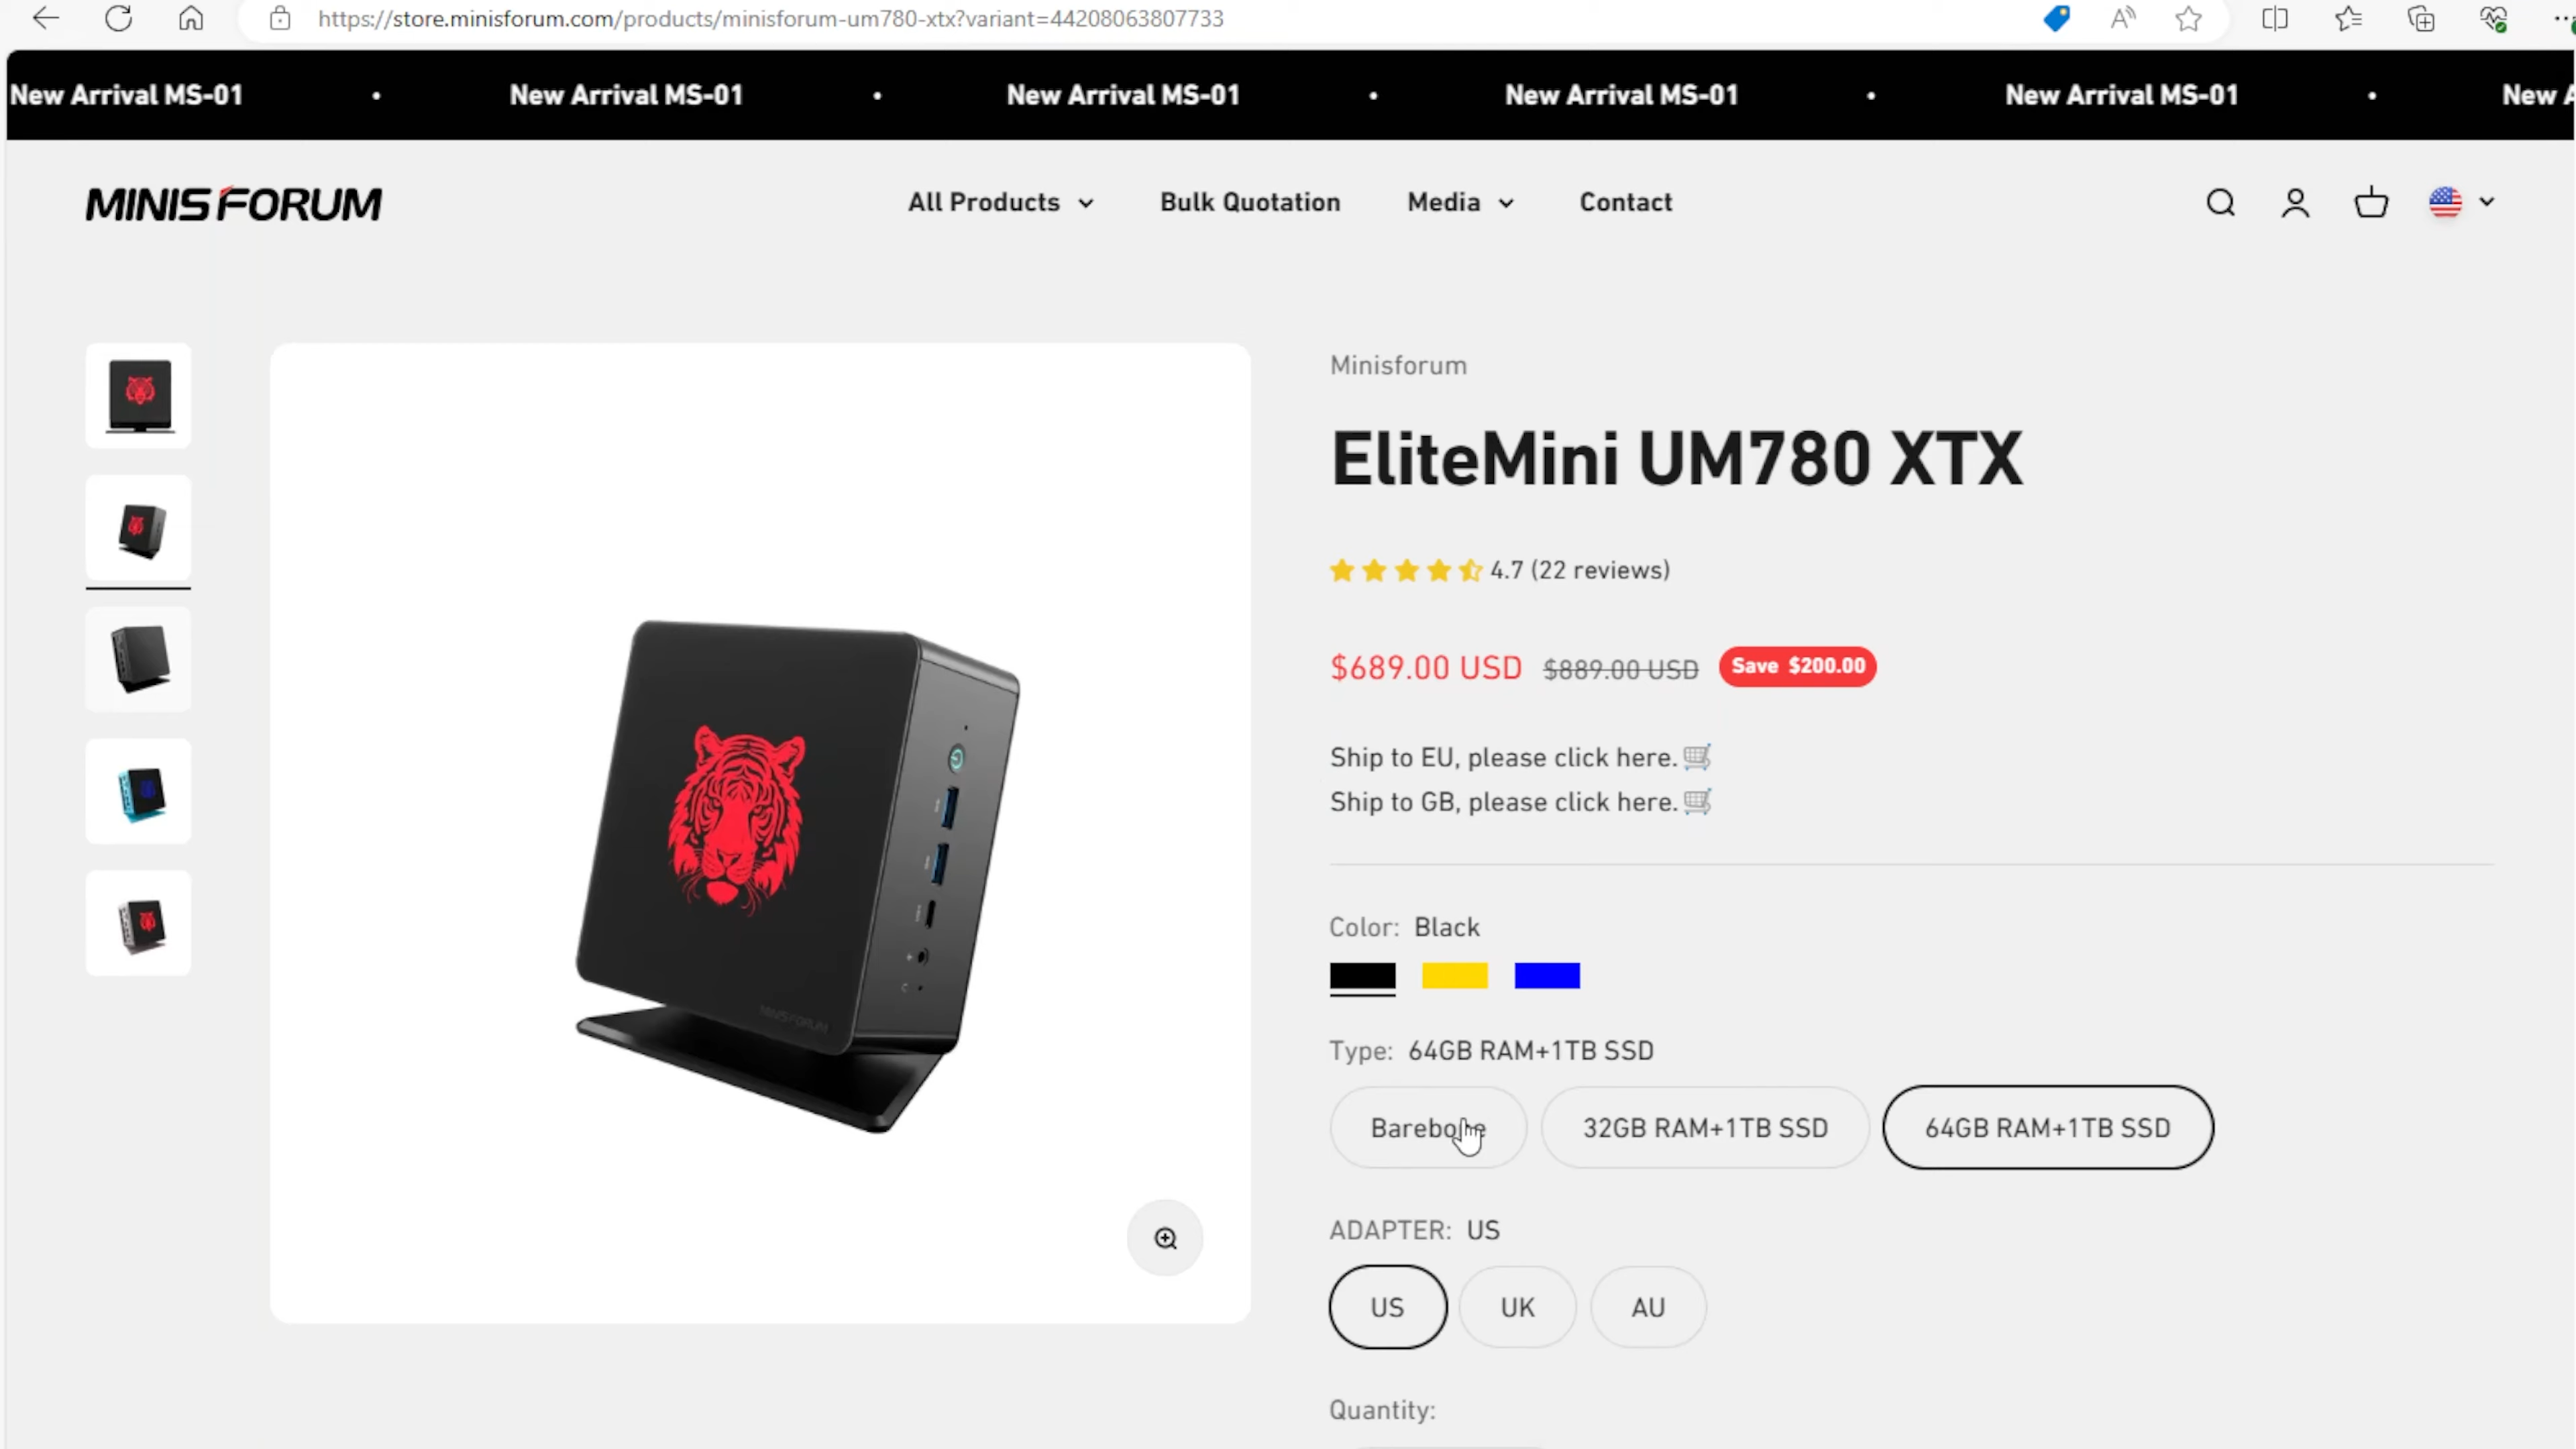 https://store.minisforum.com/products/minisforum-um780-xtx?variant=44208063807733
New Arrival MS-01 • New Arrival MS-01 • New Arrival MS-01 • New Arrival MS-01 • New Arrival MS-01 • New A
MINISFORUM
All Products
Bulk Quotation
Media
Contact
Minisforum
EliteMini UM780 XTX
4.7 (22 reviews)
$689.00 USD $889.00 USD Save $200.00
Ship to EU, please click here.
Ship to GB, please click here.
Color: Black
Type: 64GB RAM+1TB SSD
Barebone 32GB RAM+1TB SSD 64GB RAM+1TB SSD
ADAPTER: US
US UK AU
Quantity:
MINISFORUM